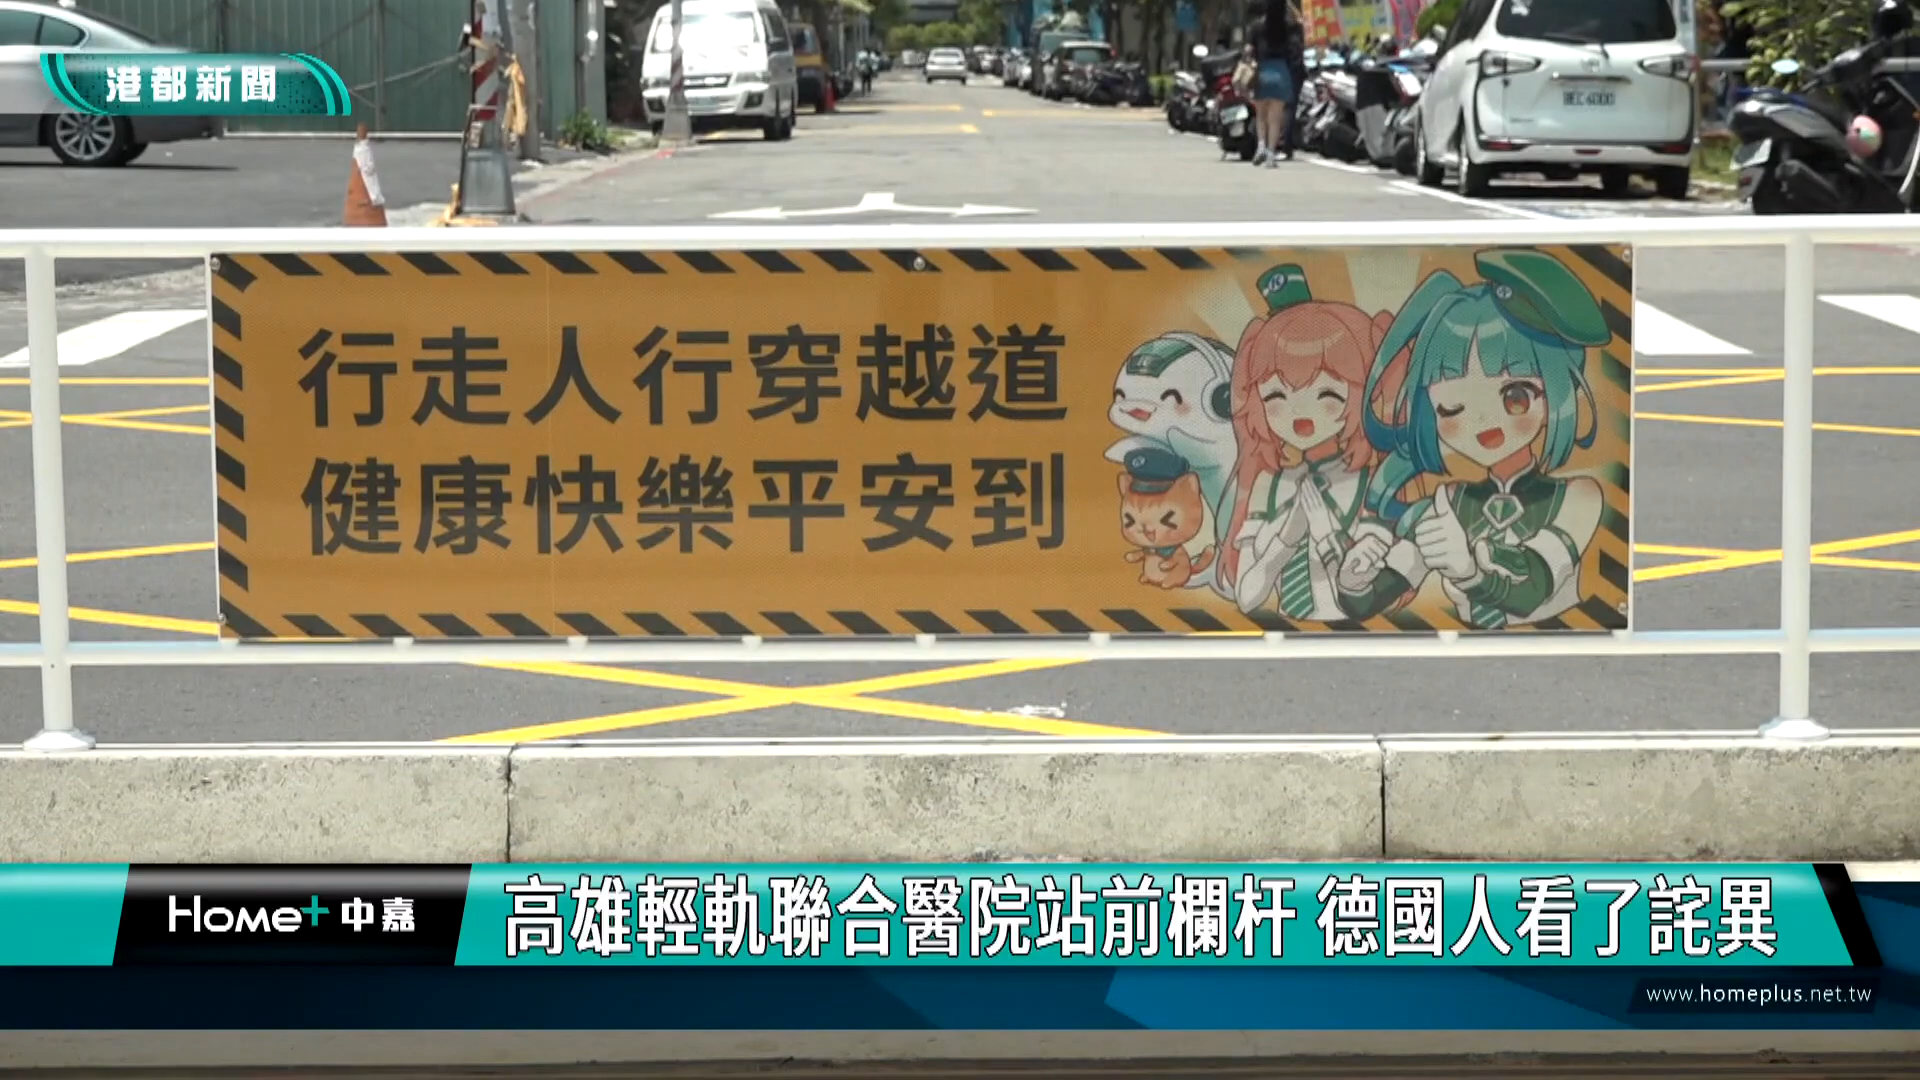 港都新聞
行走人行穿越道
健康快樂平安到
Home+ 中嘉
高雄輕軌聯合醫院站前欄杆 德國人看了詫異
www.homeplus.net.tw